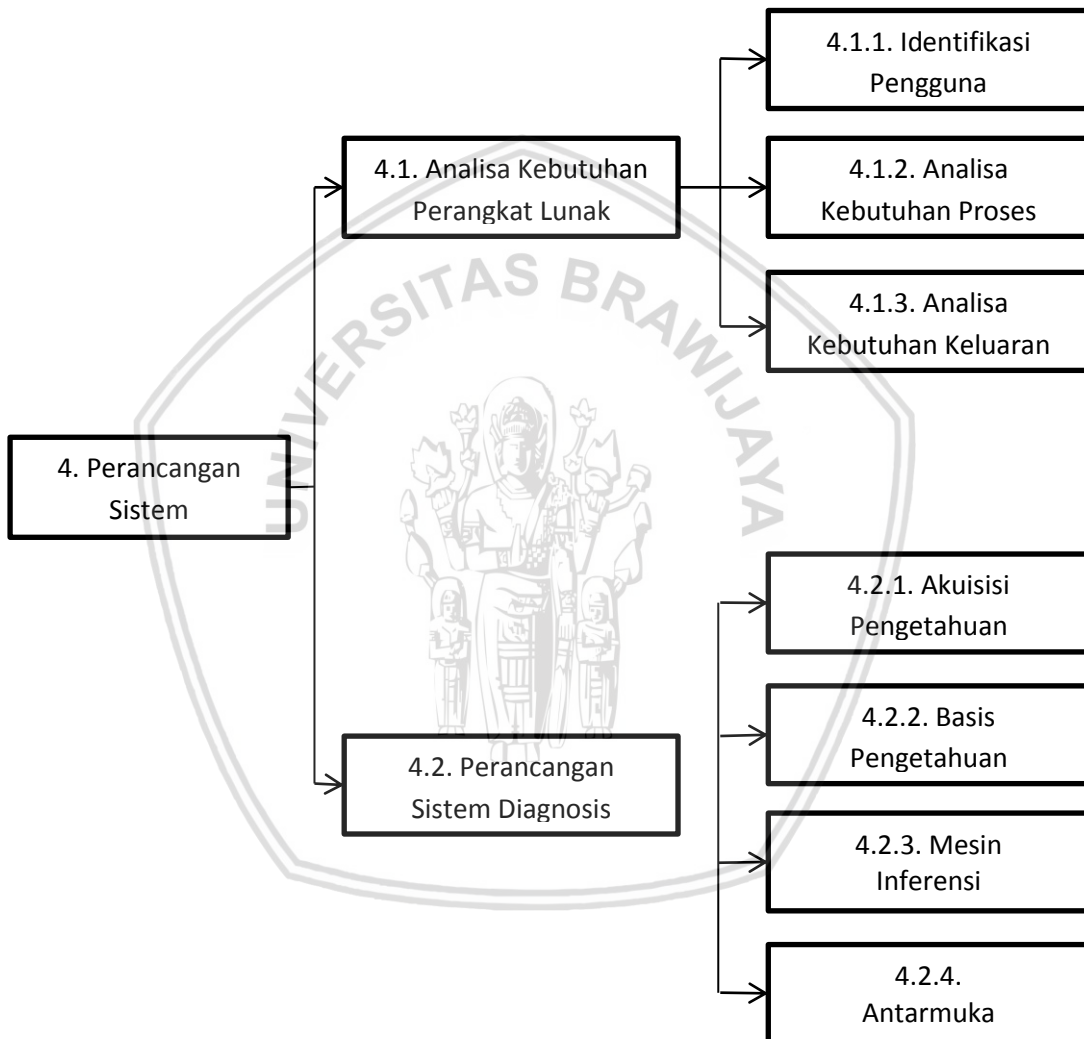 4.1.1. Identifikasi
Pengguna
4.1. Analisa Kebutuhan
Perangkat Lunak
4.1.2. Analisa
Kebutuhan Proses
4.1.3. Analisa
Kebutuhan Keluaran
UNIVERSITAS BRAWIJAYA
4. Perancangan
Sistem
4.2.1. Akuisisi
Pengetahuan
4.2.2. Basis
Pengetahuan
4.2. Perancangan
Sistem Diagnosis
4.2.3. Mesin
Inferensi
4.2.4.
Antarmuka